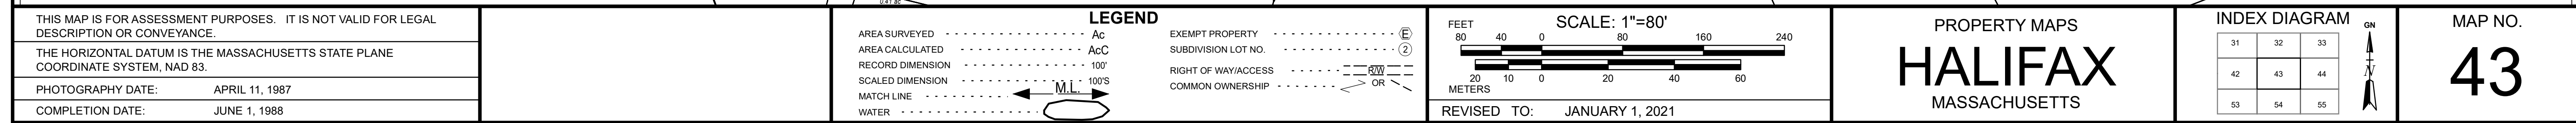 0.47 ac
THIS MAP IS FOR ASSESSMENT PURPOSES. IT IS NOT VALID FOR LEGAL
DESCRIPTION OR CONVEYANCE.
THE HORIZONTAL DATUM IS THE MASSACHUSETTS STATE PLANE
COORDINATE SYSTEM, NAD 83.
PHOTOGRAPHY DATE: APRIL 11, 1987
COMPLETION DATE: JUNE 1, 1988
LEGEND
AREA SURVEYED - - - - - - - - - - - - - - - - - Ac
AREA CALCULATED - - - - - - - - - - - - - - AcC
RECORD DIMENSION - - - - - - - - - - - - - 100'
SCALED DIMENSION - - - - - - - - - - - - - 100'S
MATCH LINE - - - - - - - - - M.L.
WATER - - - - - - - - - - - - - -
EXEMPT PROPERTY - - - - - - - - - - - - - - E
SUBDIVISION LOT NO. - - - - - - - - - - - - - 2
RIGHT OF WAY/ACCESS - - - - - - R/W
COMMON OWNERSHIP - - - - - - - - OR
SCALE: 1"=80'
FEET
80 40 0 80 160 240
20 10 0 20 40 60
METERS
REVISED TO: JANUARY 1, 2021
PROPERTY MAPS
HALIFAX
MASSACHUSETTS
INDEX DIAGRAM
31 32 33
42 43 44
53 54 55
GN
N
MAP NO.
43